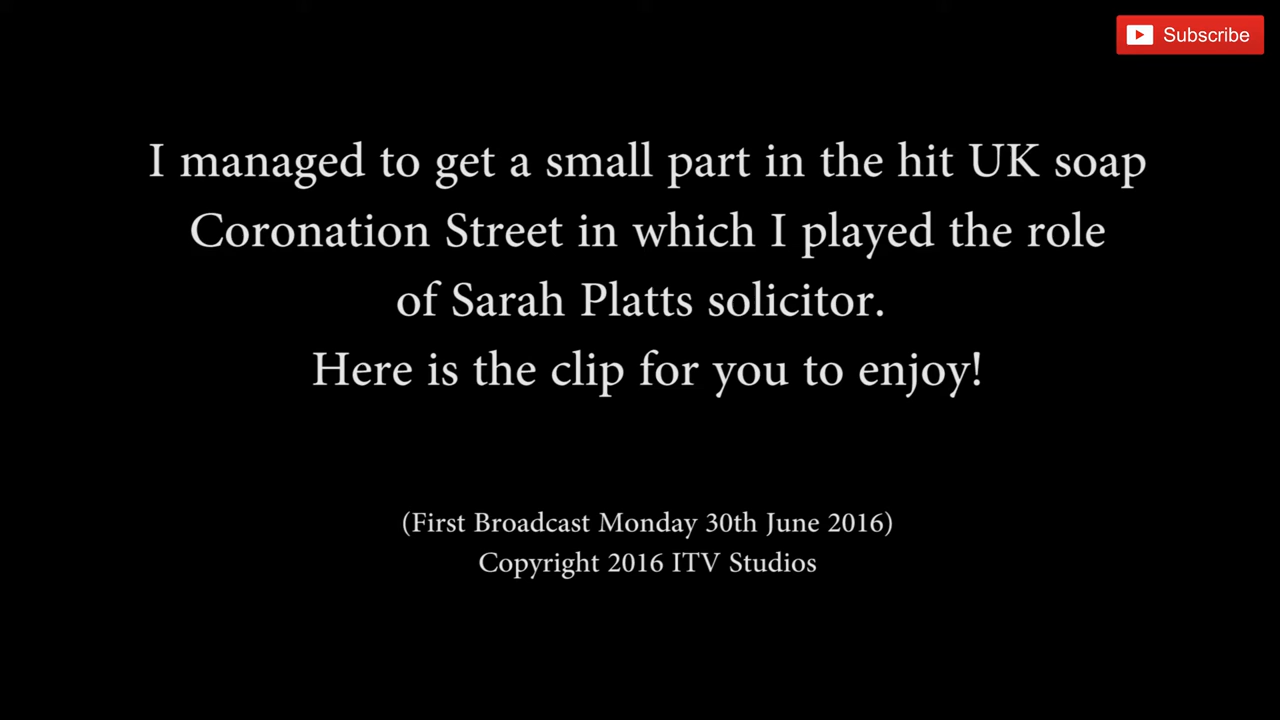 Subscribe
I managed to get a small part in the hit UK soap
Coronation Street in which I played the role
of Sarah Platts solicitor.
Here is the clip for you to enjoy!
(First Broadcast Monday 30th June 2016)
Copyright 2016 ITV Studios